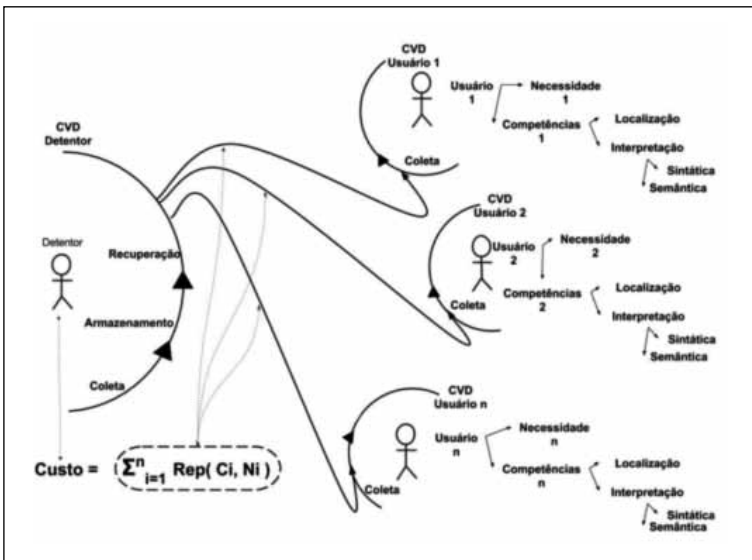 CVD
Detentor
Detentor
Recuperação
Armazenamento
Coleta
Custo = Σⁿi=1 Rep( Ci, Ni )
CVD
Usuário 1
Usuário
1
Necessidade
1
Competências
1
Localização
Interpretação
Sintática
Semântica
Coleta
CVD
Usuário 2
Usuário
2
Necessidade
2
Competências
2
Localização
Interpretação
Sintática
Semântica
Coleta
CVD
Usuário n
Usuário
n
Necessidade
n
Competências
n
Localização
Interpretação
Sintática
Semântica
Coleta